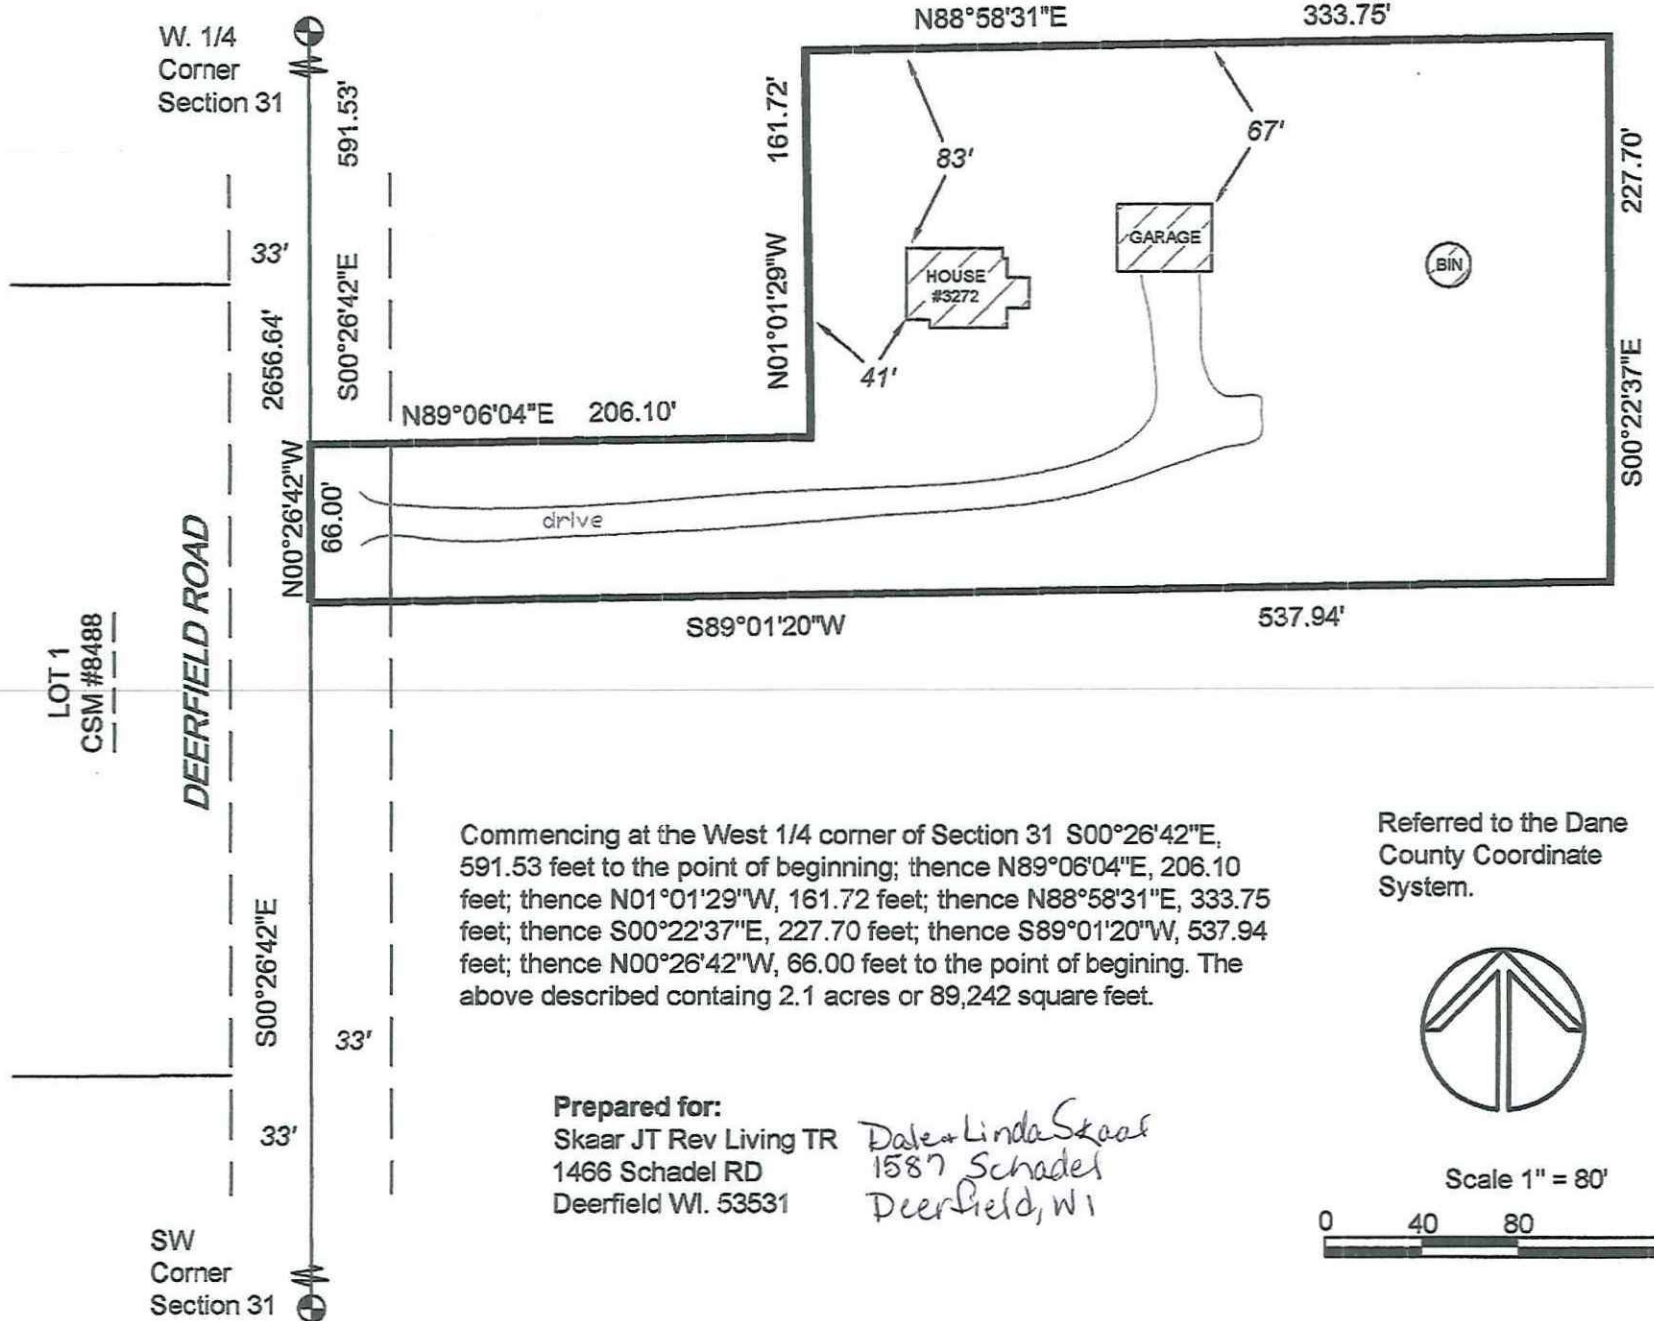 W. 1/4
Corner
Section 31
N88°58'31"E 333.75'
591.53'
161.72'
83'
67'
227.70'
33'
S00°26'42"E
2656.64'
N01°01'29"W
HOUSE
#3272
GARAGE
BIN
41'
S00°22'37"E
N89°06'04"E 206.10'
N00°26'42"W
66.00'
drive
S89°01'20"W 537.94'
DEERFIELD ROAD
LOT 1
CSM #8488
Commencing at the West 1/4 corner of Section 31 S00°26'42"E,
591.53 feet to the point of beginning; thence N89°06'04"E, 206.10
feet; thence N01°01'29"W, 161.72 feet; thence N88°58'31"E, 333.75
feet; thence S00°22'37"E, 227.70 feet; thence S89°01'20"W, 537.94
feet; thence N00°26'42"W, 66.00 feet to the point of begining. The
above described containg 2.1 acres or 89,242 square feet.
Referred to the Dane
County Coordinate
System.
S00°26'42"E
33'
33'
Prepared for:
Skaar JT Rev Living TR
1466 Schadel RD
Deerfield WI. 53531
Dale + Linda Skaar
1587 Schadel
Deerfield, WI
Scale 1" = 80'
0 40 80
SW
Corner
Section 31